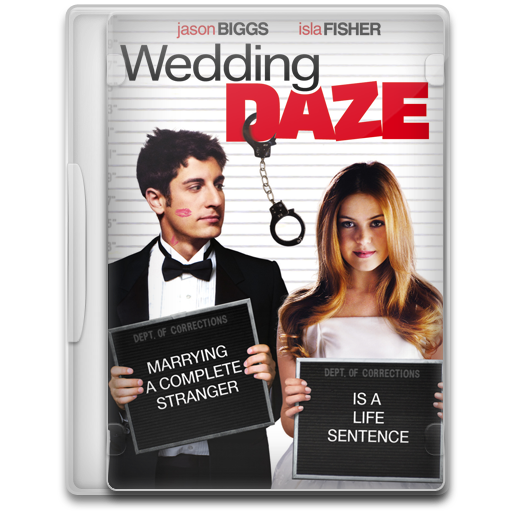 jason BIGGS isla FISHER
Wedding
DAZE
DEPT. OF CORRECTIONS
MARRYING
A COMPLETE
STRANGER
DEPT. OF CORRECTIONS
IS A
LIFE
SENTENCE